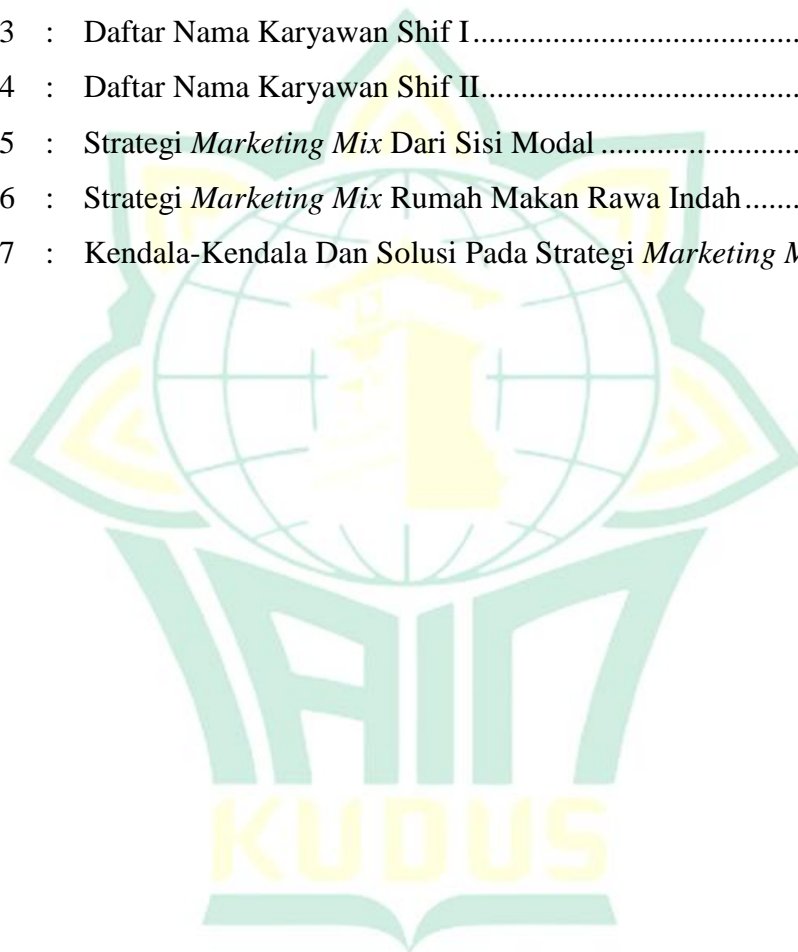 3 : Daftar Nama Karyawan Shif I........................................
4 : Daftar Nama Karyawan Shif II......................................
5 : Strategi Marketing Mix Dari Sisi Modal........................
6 : Strategi Marketing Mix Rumah Makan Rawa Indah.......
7 : Kendala-Kendala Dan Solusi Pada Strategi Marketing M
IAIN
KUDUS